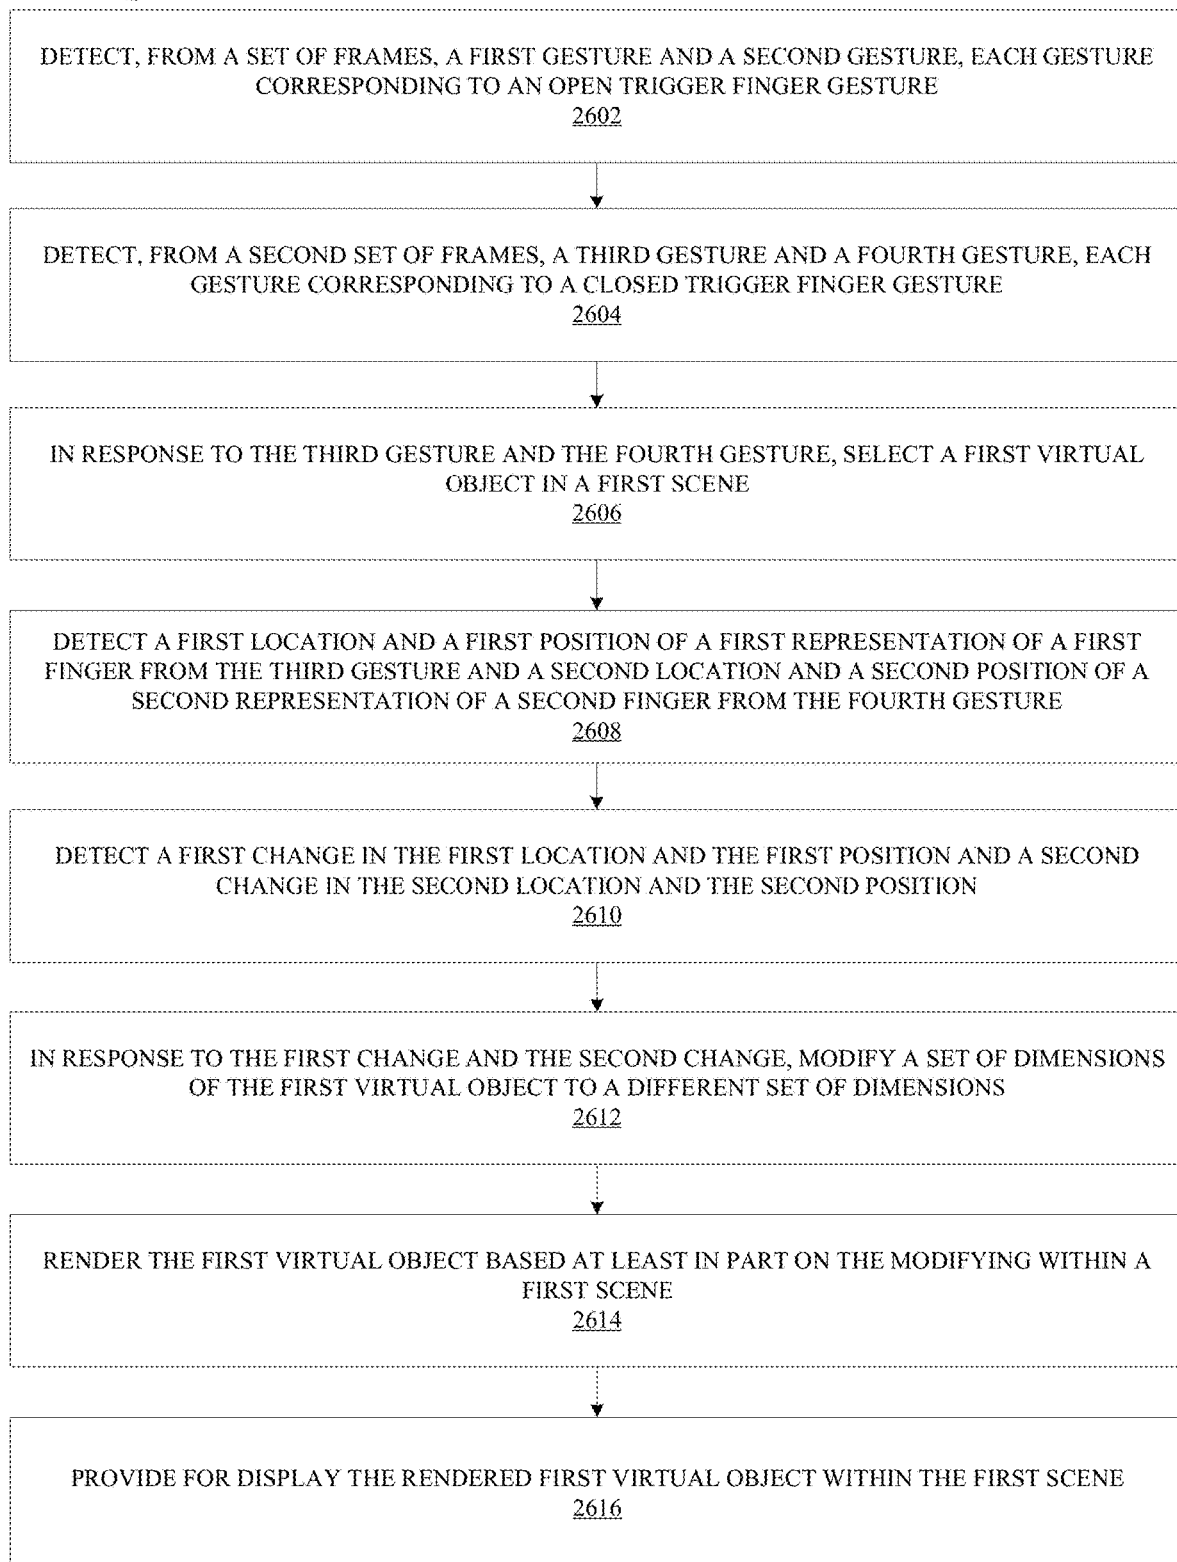 DETECT, FROM A SET OF FRAMES, A FIRST GESTURE AND A SECOND GESTURE, EACH GESTURE
CORRESPONDING TO AN OPEN TRIGGER FINGER GESTURE
2602
DETECT, FROM A SECOND SET OF FRAMES, A THIRD GESTURE AND A FOURTH GESTURE, EACH
GESTURE CORRESPONDING TO A CLOSED TRIGGER FINGER GESTURE
2604
IN RESPONSE TO THE THIRD GESTURE AND THE FOURTH GESTURE, SELECT A FIRST VIRTUAL
OBJECT IN A FIRST SCENE
2606
DETECT A FIRST LOCATION AND A FIRST POSITION OF A FIRST REPRESENTATION OF A FIRST
FINGER FROM THE THIRD GESTURE AND A SECOND LOCATION AND A SECOND POSITION OF A
SECOND REPRESENTATION OF A SECOND FINGER FROM THE FOURTH GESTURE
2608
DETECT A FIRST CHANGE IN THE FIRST LOCATION AND THE FIRST POSITION AND A SECOND
CHANGE IN THE SECOND LOCATION AND THE SECOND POSITION
2610
IN RESPONSE TO THE FIRST CHANGE AND THE SECOND CHANGE, MODIFY A SET OF DIMENSIONS
OF THE FIRST VIRTUAL OBJECT TO A DIFFERENT SET OF DIMENSIONS
2612
RENDER THE FIRST VIRTUAL OBJECT BASED AT LEAST IN PART ON THE MODIFYING WITHIN A
FIRST SCENE
2614
PROVIDE FOR DISPLAY THE RENDERED FIRST VIRTUAL OBJECT WITHIN THE FIRST SCENE
2616